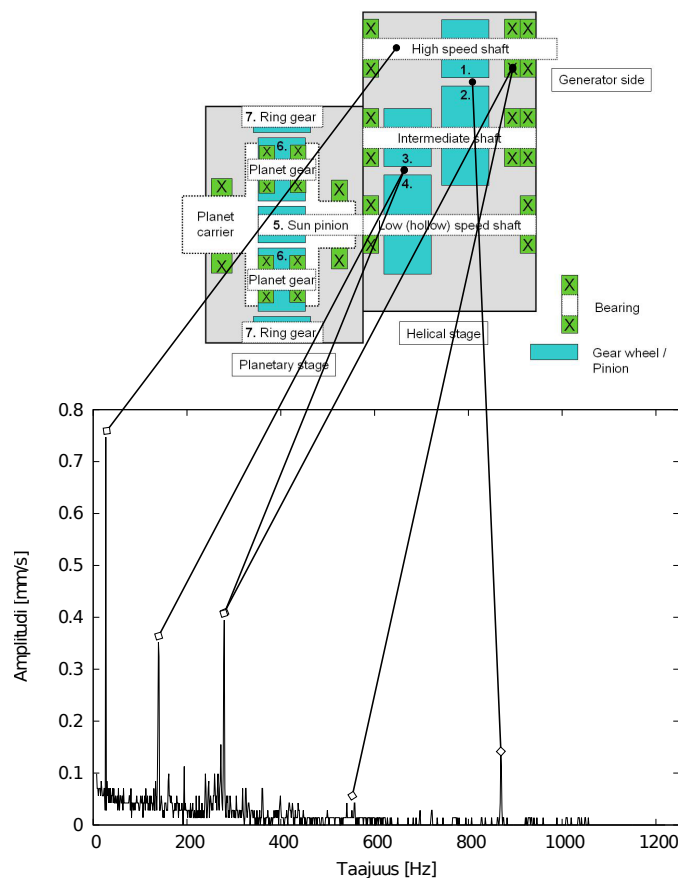 High speed shaft
1.
2.
Generator side
7. Ring gear
6.
Planet gear
Intermediate shaft
3.
4.
Planet
carrier
5. Sun pinion
Low (hollow) speed shaft
6.
Planet gear
7. Ring gear
Planetary stage
Helical stage
X
Bearing
X
Gear wheel /
Pinion
0.8
0.7
0.6
0.5
0.4
0.3
0.2
0.1
0
Amplitudi [mm/s]
0 200 400 600 800 1000 1200
Taajuus [Hz]